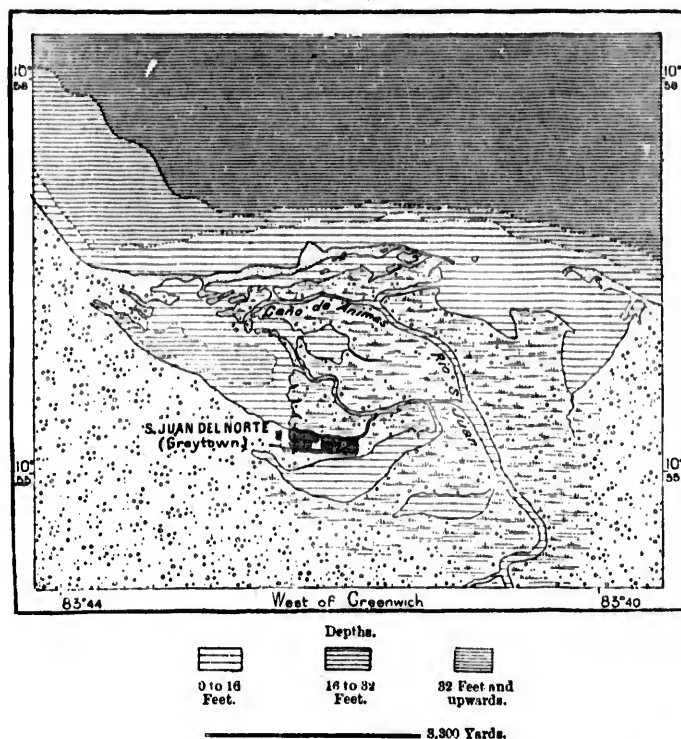 10° 58
10° 58
Caño de Animas
Rio S. Juan
S. JUAN DEL NORTE
(Greytown)
10° 55
10° 55
83°44 West of Greenwich 83°40
Depths.
0 to 16 Feet.
16 to 32 Feet.
32 Feet and upwards.
3,300 Yards.